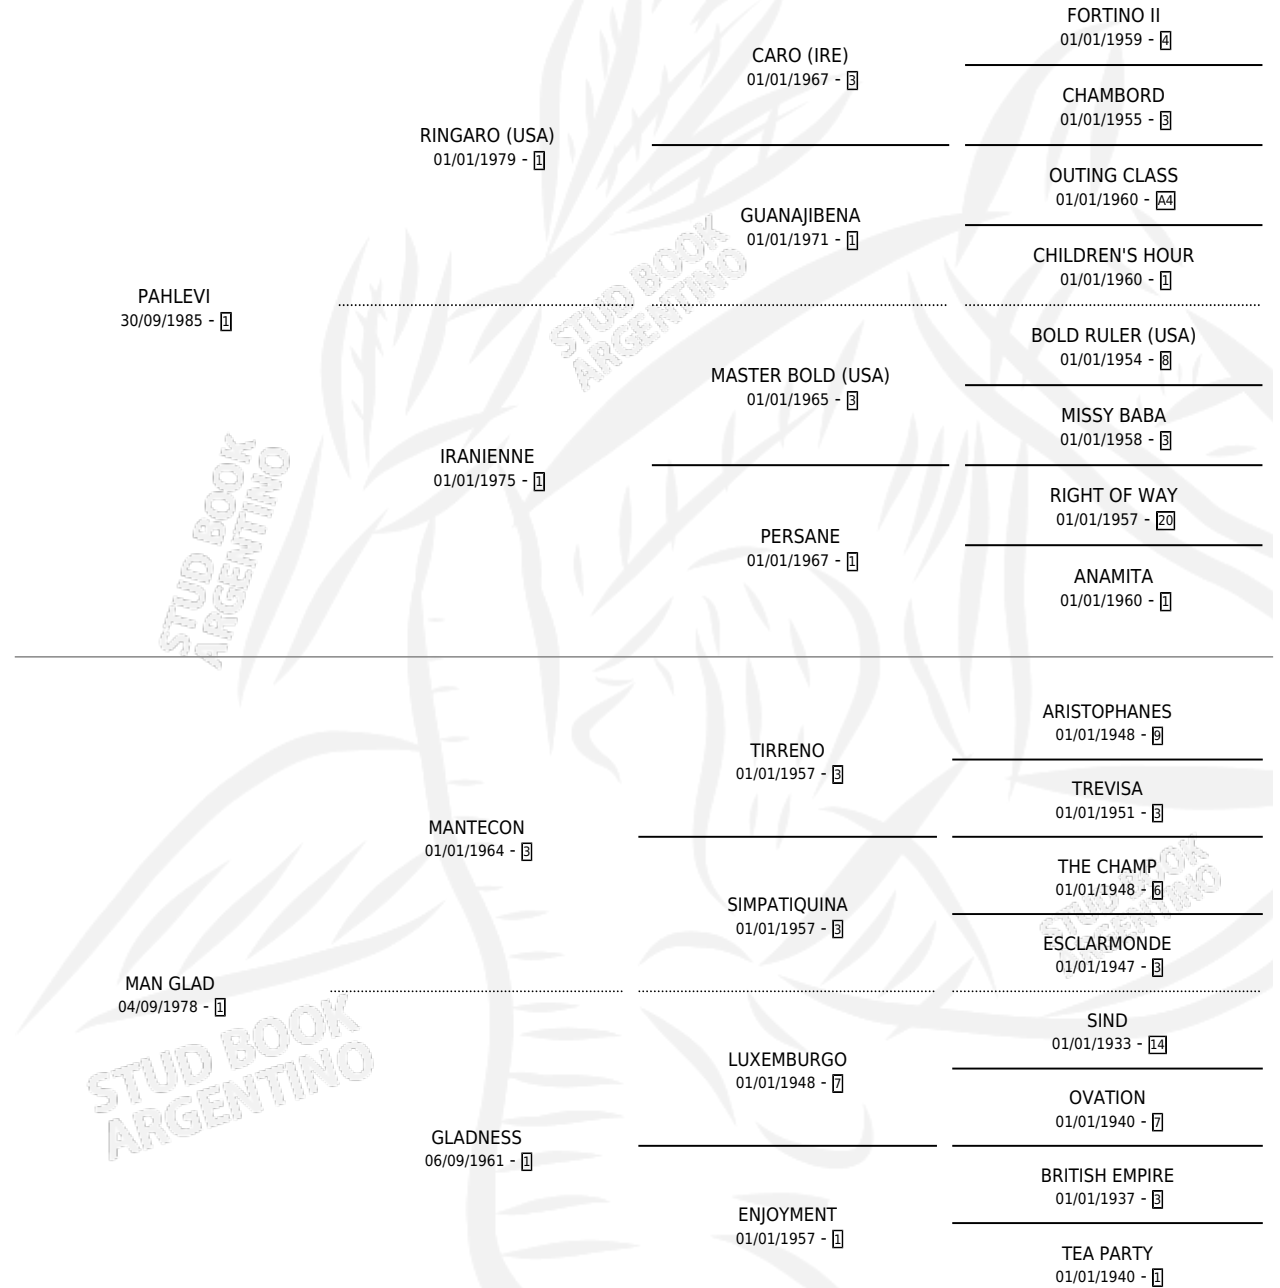 FORTINO II
01/01/1959 - 4
CARO (IRE)
01/01/1967 - 3
CHAMBORD
01/01/1955 - 3
RINGARO (USA)
01/01/1979 - 1
OUTING CLASS
01/01/1960 - A4
GUANAJIBENA
01/01/1971 - 1
CHILDREN'S HOUR
01/01/1960 - 1
PAHLEVI
30/09/1985 - 1
STUD BOOK
ARGENTINO
BOLD RULER (USA)
01/01/1954 - 8
MASTER BOLD (USA)
01/01/1965 - 3
MISSY BABA
01/01/1958 - 3
IRANIENNE
01/01/1975 - 1
RIGHT OF WAY
01/01/1957 - 20
PERSANE
01/01/1967 - 1
ANAMITA
01/01/1960 - 1
STUD BOOK
ARGENTINO
ARISTOPHANES
01/01/1948 - 9
TIRRENO
01/01/1957 - 3
TREVISA
01/01/1951 - 3
MANTECON
01/01/1964 - 3
THE CHAMP
01/01/1948 - 6
SIMPATIQUINA
01/01/1957 - 3
ESCLARMONDE
01/01/1947 - 3
STUD BOOK
ARGENTINO
MAN GLAD
04/09/1978 - 1
SIND
01/01/1933 - 14
LUXEMBURGO
01/01/1948 - 7
OVATION
01/01/1940 - 7
STUD BOOK
ARGENTINO
GLADNESS
06/09/1961 - 1
BRITISH EMPIRE
01/01/1937 - 3
ENJOYMENT
01/01/1957 - 1
TEA PARTY
01/01/1940 - 1